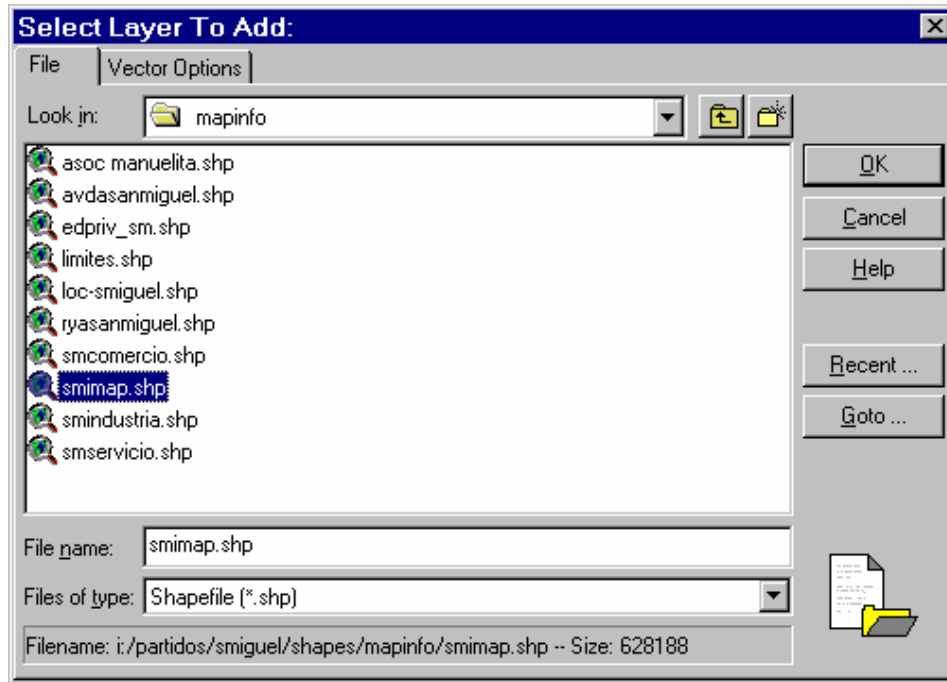 Select Layer To Add:
File
Vector Options
Look in:
mapinfo
asoc manuelita.shp
avdasanmiguel.shp
edpriv_sm.shp
limites.shp
loc-smiguel.shp
ryasanmiguel.shp
smcomercio.shp
smimap.shp
smindustria.shp
smservicio.shp
OK
Cancel
Help
Recent ...
Goto ...
File name:
smimap.shp
Files of type:
Shapefile (*.shp)
Filename: i:/partidos/smiguel/shapes/mapinfo/smimap.shp -- Size: 628188